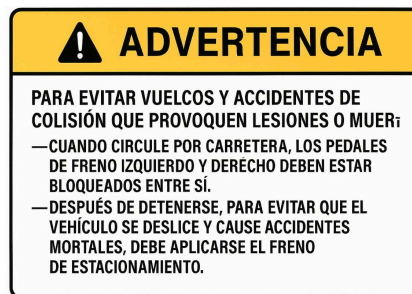 ADVERTENCIA
PARA EVITAR VUELCOS Y ACCIDENTES DE
COLISIÓN QUE PROVOQUEN LESIONES O
—CUANDO CIRCULE POR CARRETERA, LOS PEDALES
DE FRENO IZQUIERDO Y DERECHO DEBEN ESTAR
BLOQUEADOS ENTRE SÍ.
—DESPUÉS DE DETENERSE, PARA EVITAR QUE EL
VEHÍCULO SE DESLICE Y CAUSE ACCIDENTES
MORTALES, DEBE APLICARSE EL FRENO
DE ESTACIONAMIENTO.